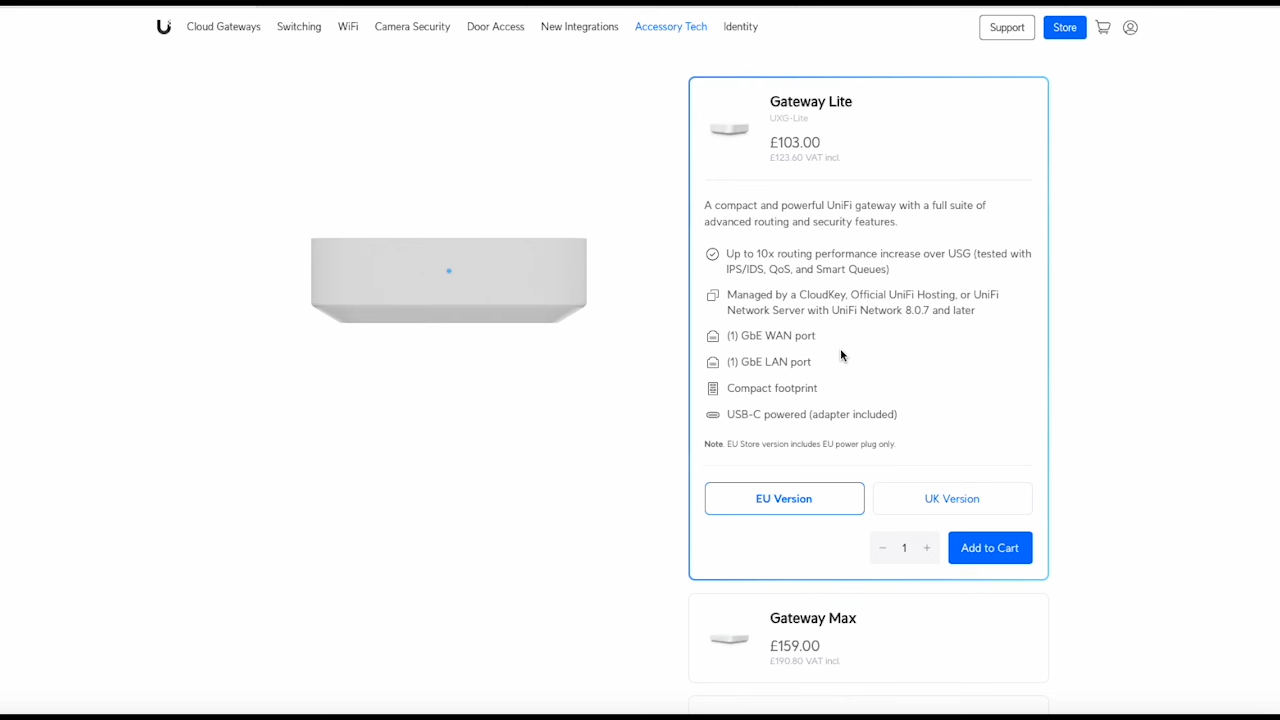 Cloud Gateways Switching WiFi Camera Security Door Access New Integrations Accessory Tech Identity Support Store
Gateway Lite
UXG-Lite
£103.00
£123.60 VAT incl.
A compact and powerful UniFi gateway with a full suite of
advanced routing and security features.
Up to 10x routing performance increase over USG (tested with
IPS/IDS, QoS, and Smart Queues)
Managed by a CloudKey, Official UniFi Hosting, or UniFi
Network Server with UniFi Network 8.0.7 and later
(1) GbE WAN port
(1) GbE LAN port
Compact footprint
USB-C powered (adapter included)
Note. EU Store version includes EU power plug only.
EU Version UK Version
− 1 + Add to Cart
Gateway Max
£159.00
£190.80 VAT incl.